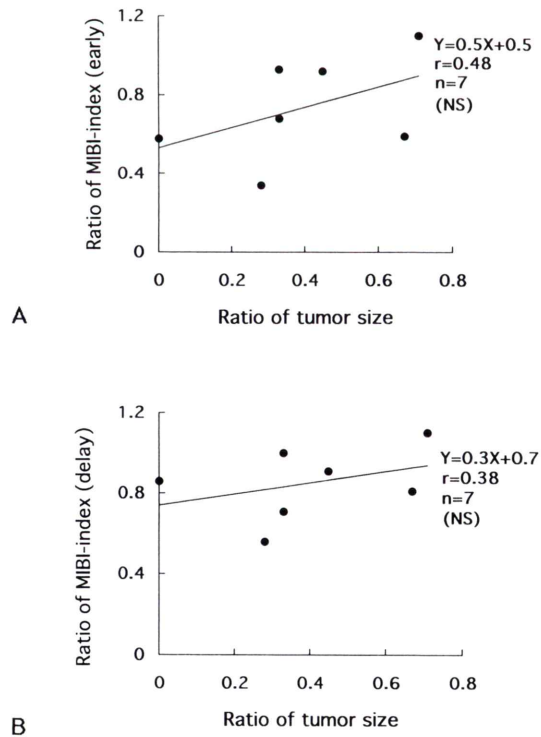 Ratio of MIBI-index (early)
1.2
0.8
0.4
0
0 0.2 0.4 0.6 0.8
Y=0.5X+0.5
r=0.48
n=7
(NS)
Ratio of tumor size
A
Ratio of MIBI-index (delay)
1.2
0.8
0.4
0
0 0.2 0.4 0.6 0.8
Y=0.3X+0.7
r=0.38
n=7
(NS)
Ratio of tumor size
B